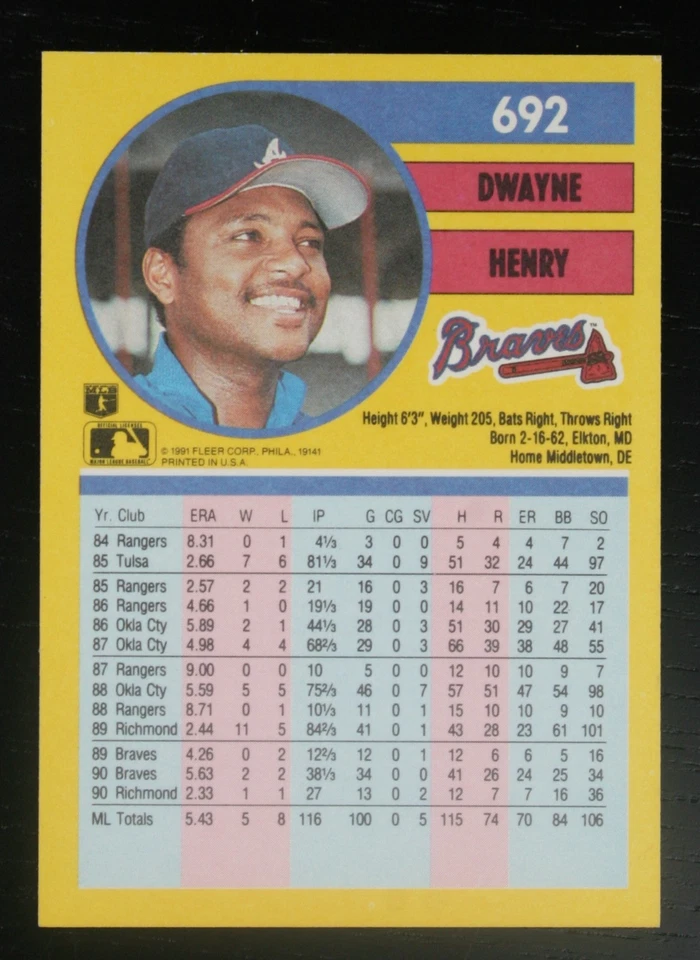 692
DWAYNE
HENRY
A
Braves™
MLB
OFFICIAL LICENSEE
MAJOR LEAGUE BASEBALL
© 1991 FLEER CORP., PHILA., 19141
PRINTED IN U.S.A.
Height 6'3", Weight 205, Bats Right, Throws Right
Born 2-16-62, Elkton, MD
Home Middletown, DE
Yr. Club ERA W L IP G CG SV H R ER BB SO
84 Rangers 8.31 0 1 4⅓ 3 0 0 5 4 4 7 2
85 Tulsa 2.66 7 6 81⅓ 34 0 9 51 32 24 44 97
85 Rangers 2.57 2 2 21 16 0 3 16 7 6 7 20
86 Rangers 4.66 1 0 19⅓ 19 0 0 14 11 10 22 17
86 Okla Cty 5.89 2 1 44⅓ 28 0 3 51 30 29 27 41
87 Okla Cty 4.98 4 4 68⅔ 29 0 3 66 39 38 48 55
87 Rangers 9.00 0 0 10 5 0 0 12 10 10 9 7
88 Okla Cty 5.59 5 5 75⅔ 46 0 7 57 51 47 54 98
88 Rangers 8.71 0 1 10⅓ 11 0 1 15 10 10 9 10
89 Richmond 2.44 11 5 84⅔ 41 0 1 43 28 23 61 101
89 Braves 4.26 0 2 12⅔ 12 0 1 12 6 6 5 16
90 Braves 5.63 2 2 38⅓ 34 0 0 41 26 24 25 34
90 Richmond 2.33 1 1 27 13 0 2 12 7 7 16 36
ML Totals 5.43 5 8 116 100 0 5 115 74 70 84 106